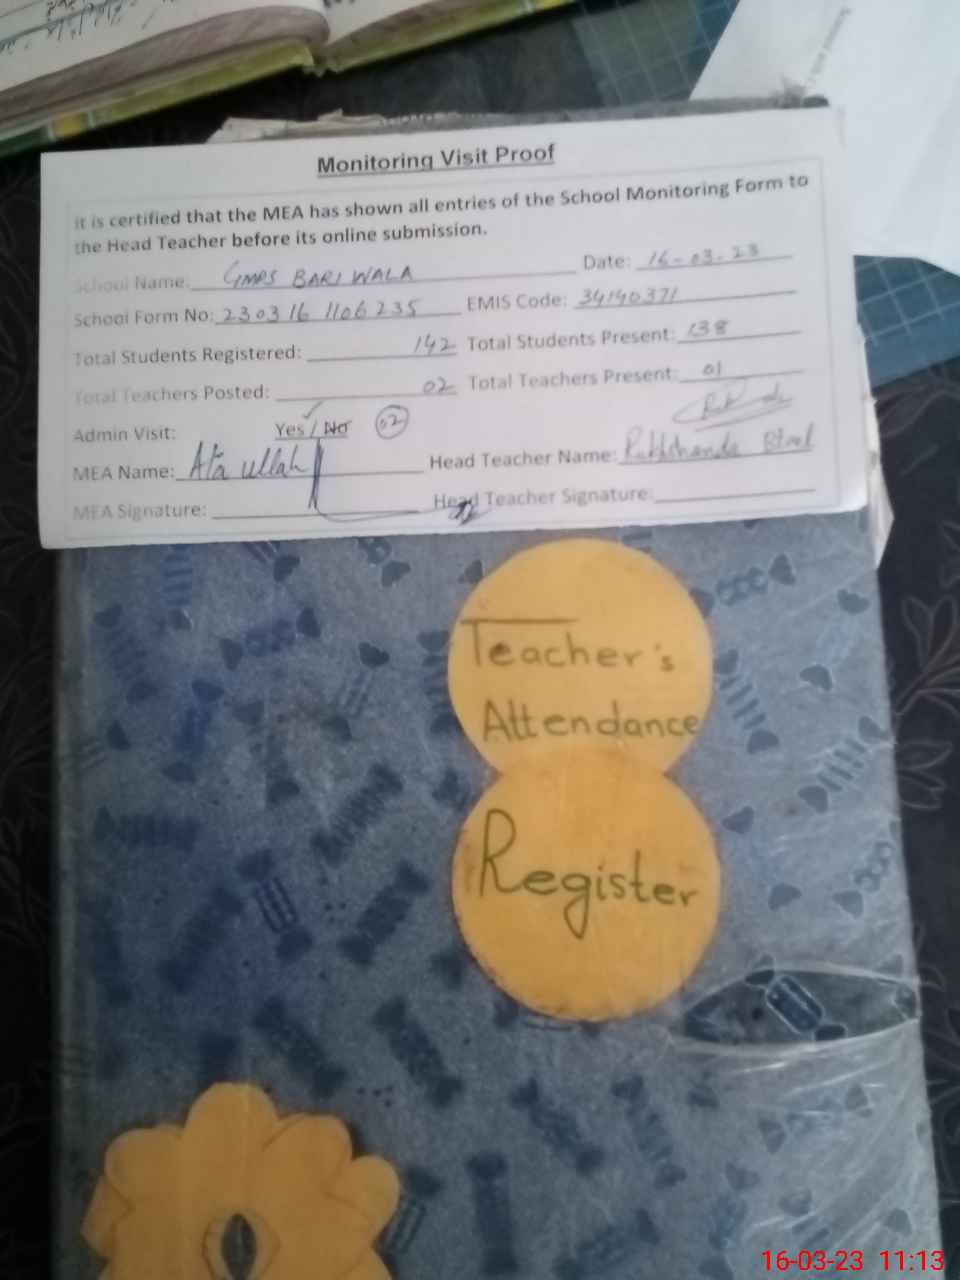 Monitoring Visit Proof
it is certified that the MEA has shown all entries of the School Monitoring Form to
the Head Teacher before its online submission.
School Name: GMPS BARI WALA Date: 16-03-23
School Form No: 230316 1106235 EMIS Code: 34140371
Total Students Registered: 142 Total Students Present: 138
Total Teachers Posted: 02 Total Teachers Present: 01
Admin Visit: Yes / No 02
MEA Name: Ata ullah Head Teacher Name: Rukhshanda
MEA Signature: Head Teacher Signature:
Teacher's
Attendance
Register
16-03-23 11:13